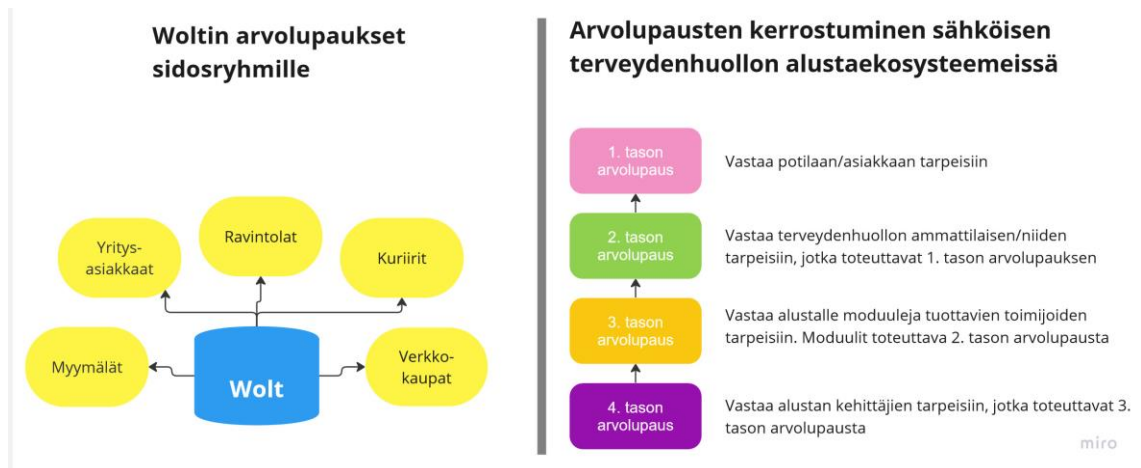 Woltin arvolupaukset
sidosryhmille
Yritys-
asiakkaat
Ravintolat
Kuriirit
Myymälät
Wolt
Verkko-
kaupat
Arvolupausten kerrostuminen sähköisen
terveydenhuollon alustaekosysteemeissä
1. tason
arvolupaus
Vastaa potilaan/asiakkaan tarpeisiin
2. tason
arvolupaus
Vastaa terveydenhuollon ammattilaisen/niiden
tarpeisiin, jotka toteuttavat 1. tason arvolupauksen
3. tason
arvolupaus
Vastaa alustalle moduuleja tuottavien toimijoiden
tarpeisiin. Moduulit toteuttava 2. tason arvolupausta
4. tason
arvolupaus
Vastaa alustan kehittäjien tarpeisiin, jotka toteuttavat 3.
tason arvolupausta
miro